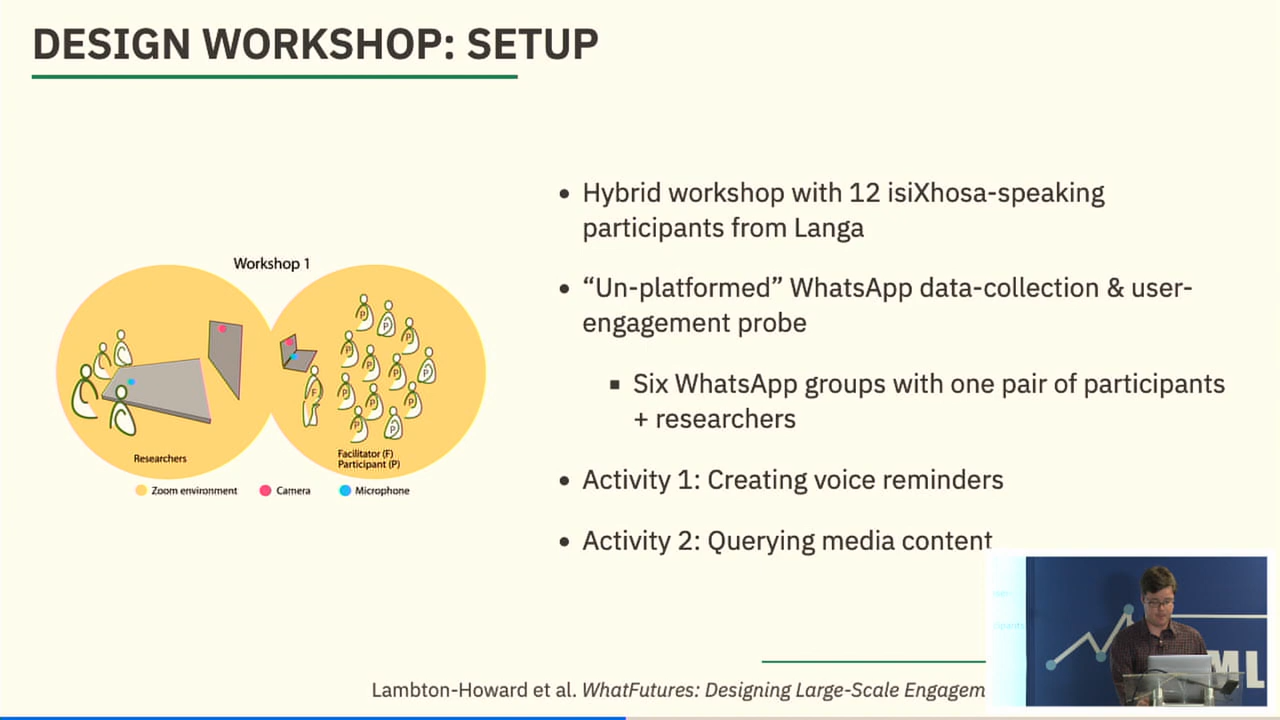 DESIGN WORKSHOP: SETUP
Workshop 1
Researchers
Facilitator (F)
Participant (P)
Zoom environment
Camera
Microphone
• Hybrid workshop with 12 isiXhosa-speaking
participants from Langa
• “Un-platformed” WhatsApp data-collection & user-
engagement probe
▪ Six WhatsApp groups with one pair of participants
+ researchers
• Activity 1: Creating voice reminders
• Activity 2: Querying media content
Lambton-Howard et al. WhatFutures: Designing Large-Scale Engagem
ML